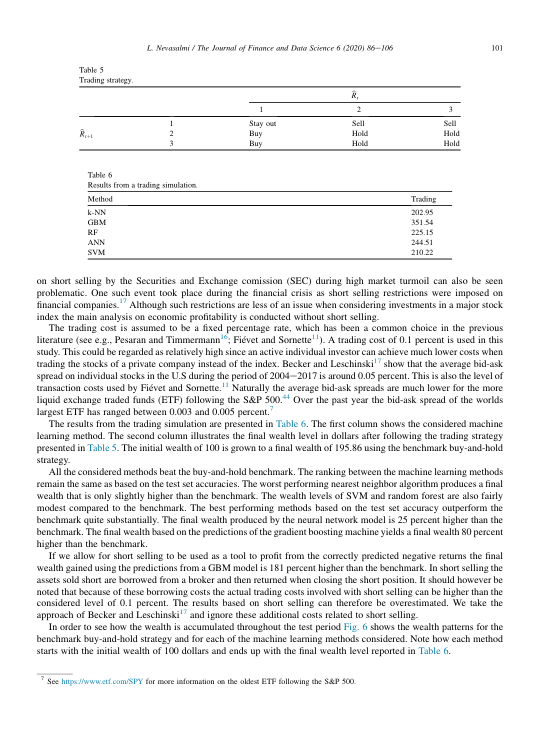 L. Nevasalmi / The Journal of Finance and Data Science 6 (2020) 86–106 101
Table 5
Trading strategy.
R̂t
1 2 3
1 Stay out Sell Sell
R̂t+1 2 Buy Hold Hold
3 Buy Hold Hold
Table 6
Results from a trading simulation.
Method Trading
k-NN 202.95
GBM 351.54
RF 225.15
ANN 244.51
SVM 210.22
on short selling by the Securities and Exchange comission (SEC) during high market turmoil can also be seen
problematic. One such event took place during the financial crisis as short selling restrictions were imposed on
financial companies.17 Although such restrictions are less of an issue when considering investments in a major stock
index the main analysis on economic profitability is conducted without short selling.
The trading cost is assumed to be a fixed percentage rate, which has been a common choice in the previous
literature (see e.g., Pesaran and Timmermann16; Fiévet and Sornette11). A trading cost of 0.1 percent is used in this
study. This could be regarded as relatively high since an active individual investor can achieve much lower costs when
trading the stocks of a private company instead of the index. Becker and Leschinski17 show that the average bid-ask
spread on individual stocks in the U.S during the period of 2004–2017 is around 0.05 percent. This is also the level of
transaction costs used by Fiévet and Sornette.11 Naturally the average bid-ask spreads are much lower for the more
liquid exchange traded funds (ETF) following the S&P 500.44 Over the past year the bid-ask spread of the worlds
largest ETF has ranged between 0.003 and 0.005 percent.7
The results from the trading simulation are presented in Table 6. The first column shows the considered machine
learning method. The second column illustrates the final wealth level in dollars after following the trading strategy
presented in Table 5. The initial wealth of 100 is grown to a final wealth of 195.86 using the benchmark buy-and-hold
strategy.
All the considered methods beat the buy-and-hold benchmark. The ranking between the machine learning methods
remain the same as based on the test set accuracies. The worst performing nearest neighbor algorithm produces a final
wealth that is only slightly higher than the benchmark. The wealth levels of SVM and random forest are also fairly
modest compared to the benchmark. The best performing methods based on the test set accuracy outperform the
benchmark quite substantially. The final wealth produced by the neural network model is 25 percent higher than the
benchmark. The final wealth based on the predictions of the gradient boosting machine yields a final wealth 80 percent
higher than the benchmark.
If we allow for short selling to be used as a tool to profit from the correctly predicted negative returns the final
wealth gained using the predictions from a GBM model is 181 percent higher than the benchmark. In short selling the
assets sold short are borrowed from a broker and then returned when closing the short position. It should however be
noted that because of these borrowing costs the actual trading costs involved with short selling can be higher than the
considered level of 0.1 percent. The results based on short selling can therefore be overestimated. We take the
approach of Becker and Leschinski17 and ignore these additional costs related to short selling.
In order to see how the wealth is accumulated throughout the test period Fig. 6 shows the wealth patterns for the
benchmark buy-and-hold strategy and for each of the machine learning methods considered. Note how each method
starts with the initial wealth of 100 dollars and ends up with the final wealth level reported in Table 6.
7 See https://www.etf.com/SPY for more information on the oldest ETF following the S&P 500.